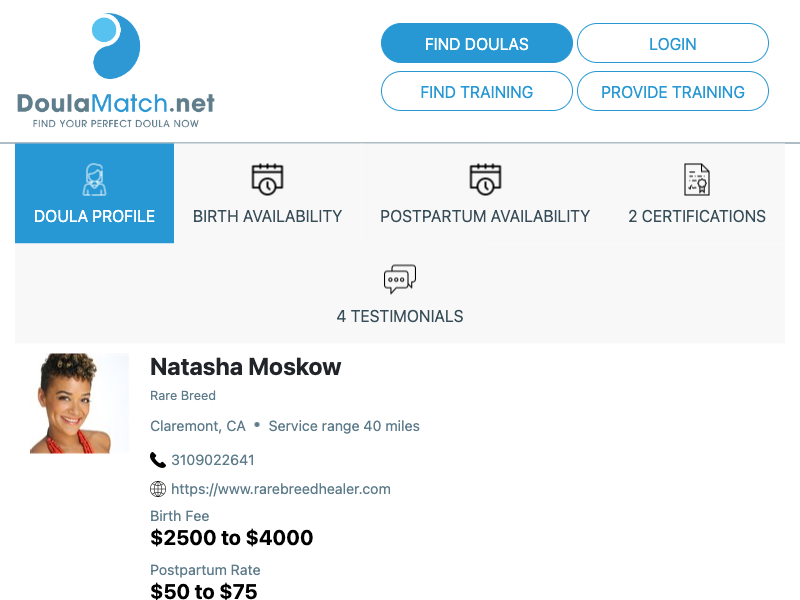 FIND DOULAS
LOGIN
FIND TRAINING
PROVIDE TRAINING
DoulaMatch.net
FIND YOUR PERFECT DOULA NOW
DOULA PROFILE
BIRTH AVAILABILITY
POSTPARTUM AVAILABILITY
2 CERTIFICATIONS
4 TESTIMONIALS
Natasha Moskow
Rare Breed
Claremont, CA • Service range 40 miles
3109022641
https://www.rarebreedhealer.com
Birth Fee
$2500 to $4000
Postpartum Rate
$50 to $75